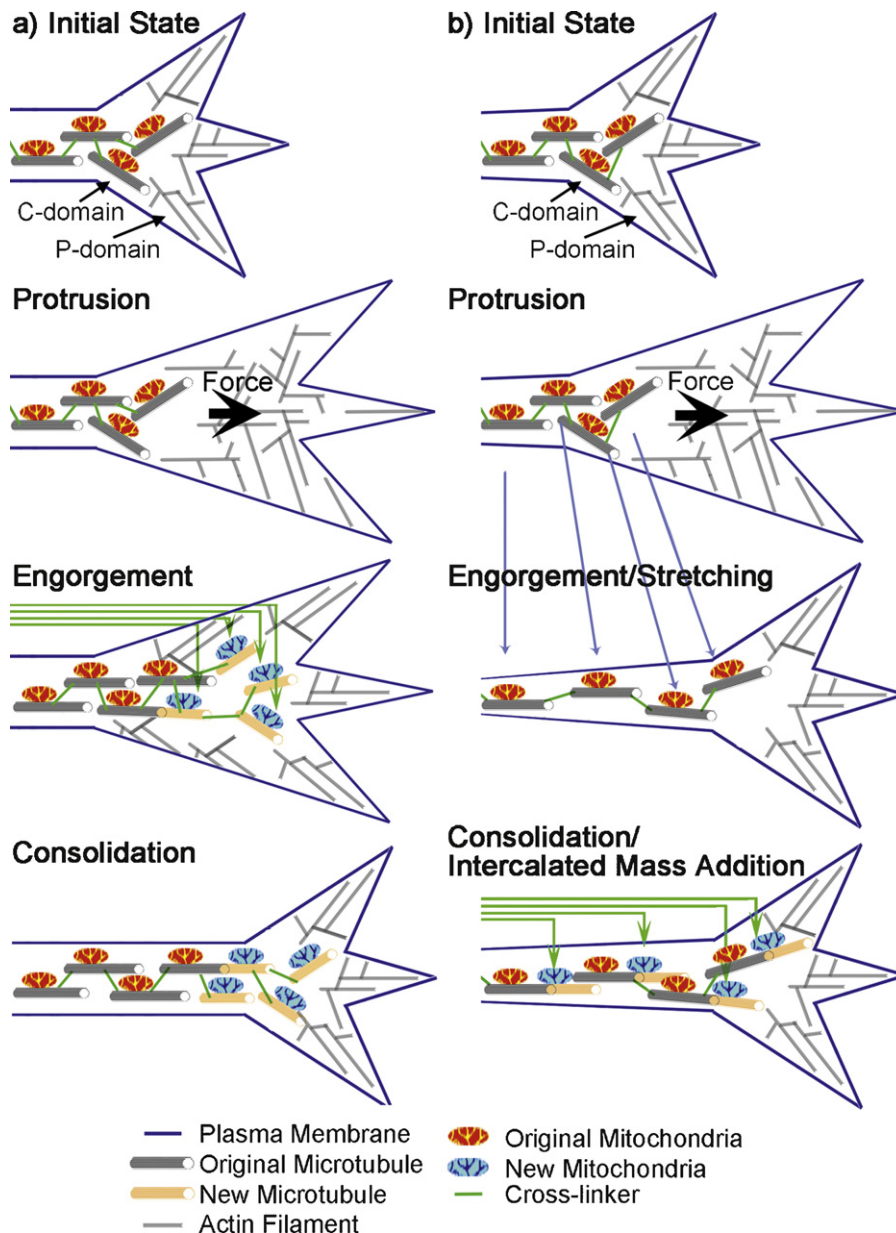 a) Initial State
C-domain
P-domain
Protrusion
Force
Engorgement
Consolidation
b) Initial State
C-domain
P-domain
Protrusion
Force
Engorgement/Stretching
Consolidation/
Intercalated Mass Addition
Plasma Membrane
Original Microtubule
New Microtubule
Actin Filament
Original Mitochondria
New Mitochondria
Cross-linker